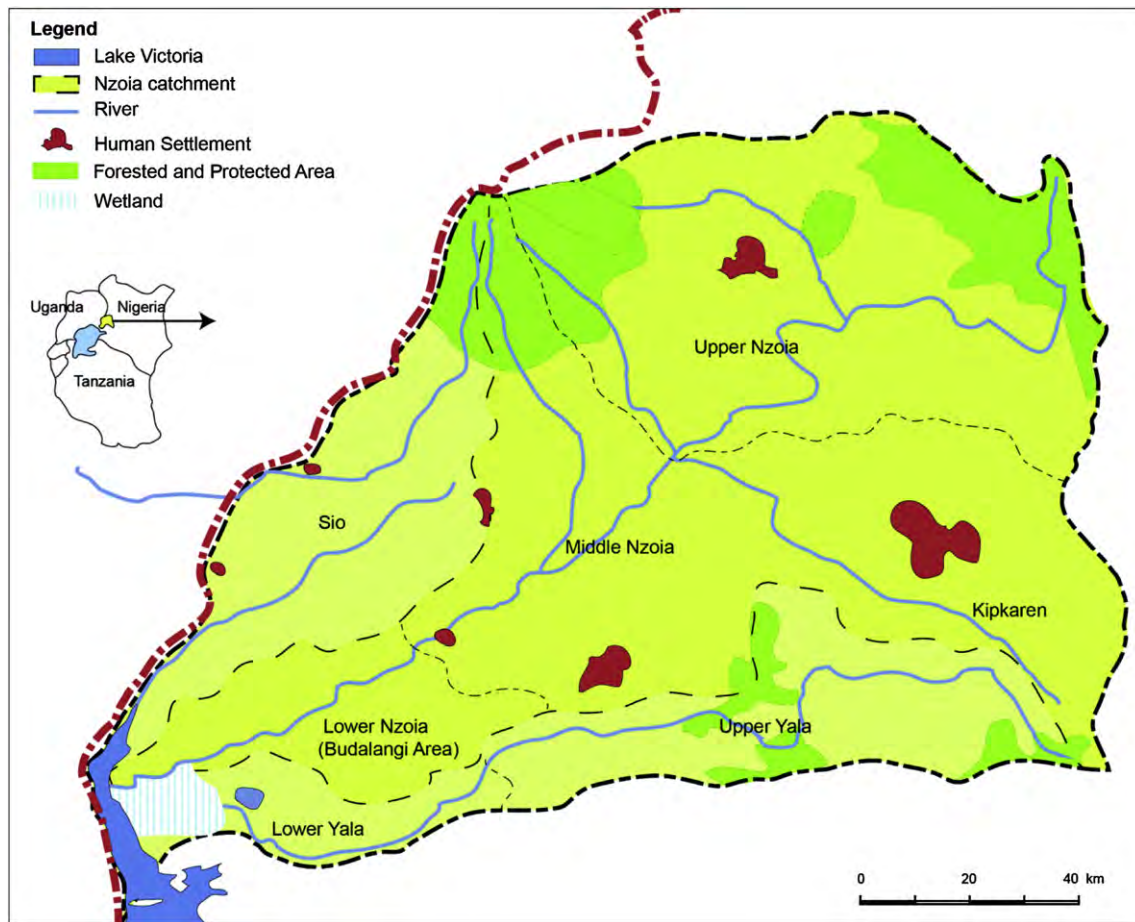 Legend
Lake Victoria
Nzoia catchment
River
Human Settlement
Forested and Protected Area
Wetland
Uganda
Nigeria
Tanzania
Upper Nzoia
Sio
Middle Nzoia
Kipkaren
Lower Nzoia
(Budalangi Area)
Upper Yala
Lower Yala
0 20 40 km